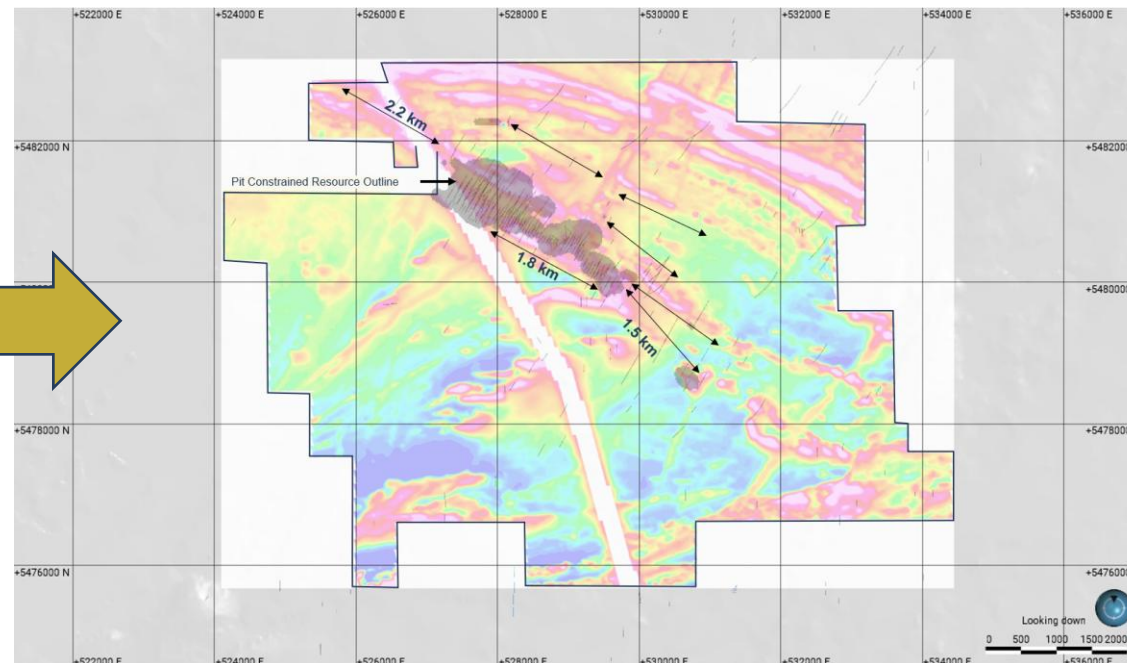 +522000 E
+524000 E
+526000 E
+528000 E
+530000 E
+532000 E
+534000 E
+536000 E
2.2 km
+5482000 N
+5482000
Pit Constrained Resource Outline
1.8 km
+5480000
1.5 km
+5478000 N
+5478000
+5476000 N
+5476000
Looking down
0 500 1000 1500 2000
+522000 E
+524000 E
+526000 E
+528000 E
+530000 E
+532000 E
+534000 E
+536000 E